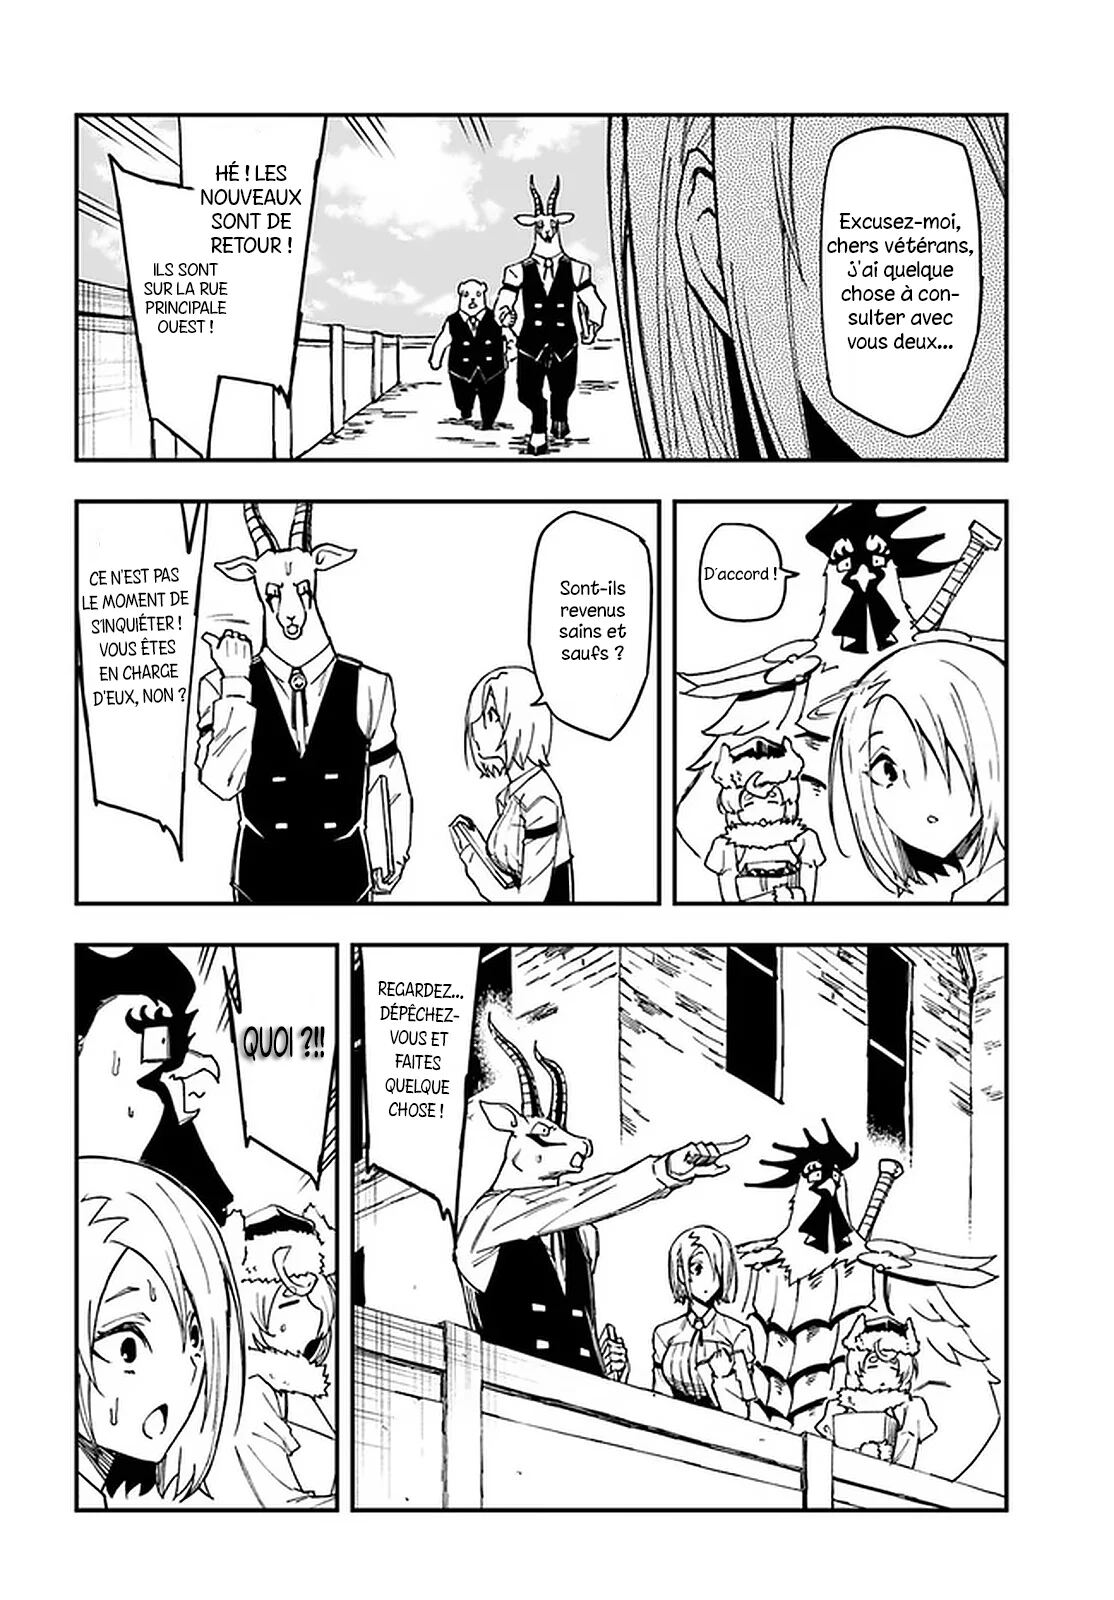 Excusez-moi,
chers vétérans,
j'ai quelque
chose à con-
sulter avec
vous deux...
HÉ ! LES
NOUVEAUX
SONT DE
RETOUR !
ILS SONT
SUR LA RUE
PRINCIPALE
OUEST !
D'accord !
Sont-ils
revenus
sains et
saufs ?
CE N'EST PAS
LE MOMENT DE
S'INQUIÉTER !
VOUS ÊTES
EN CHARGE
D'EUX, NON ?
REGARDEZ...
DÉPÊCHEZ-
VOUS ET
FAITES
QUELQUE
CHOSE !
QUOI ?!!